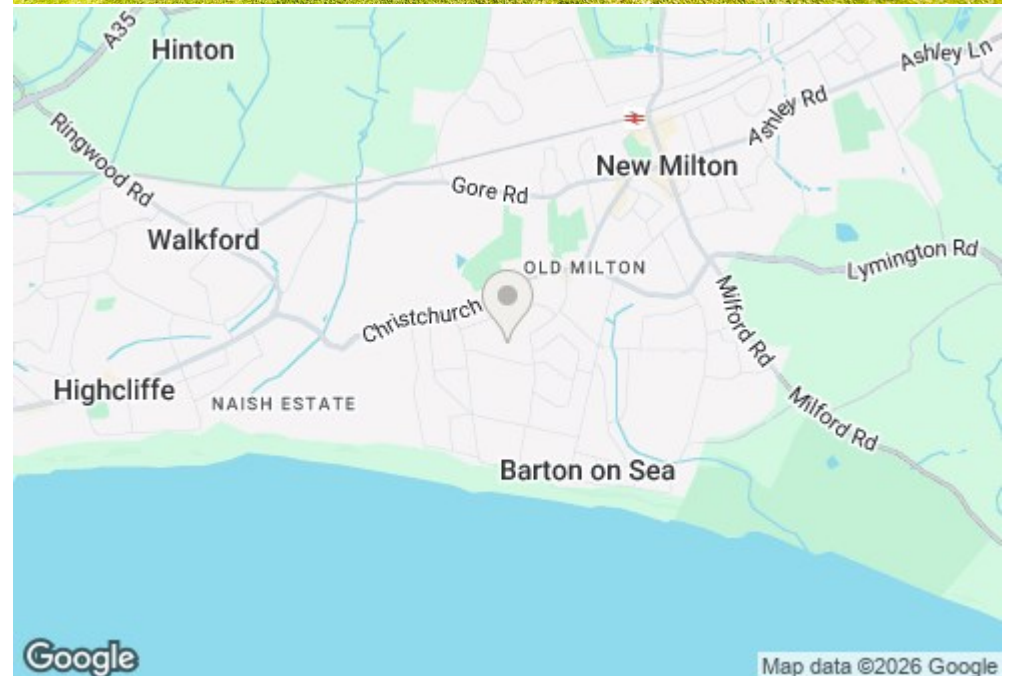 A35
Hinton
Ashley Ln
Ashley Rd
Ringwood Rd
New Milton
Gore Rd
Walkford
OLD MILTON
Lymington Rd
Christchurch
Milford Rd
Highcliffe
NAISH ESTATE
Milford Rd
Barton on Sea
Google
Map data ©2026 Google